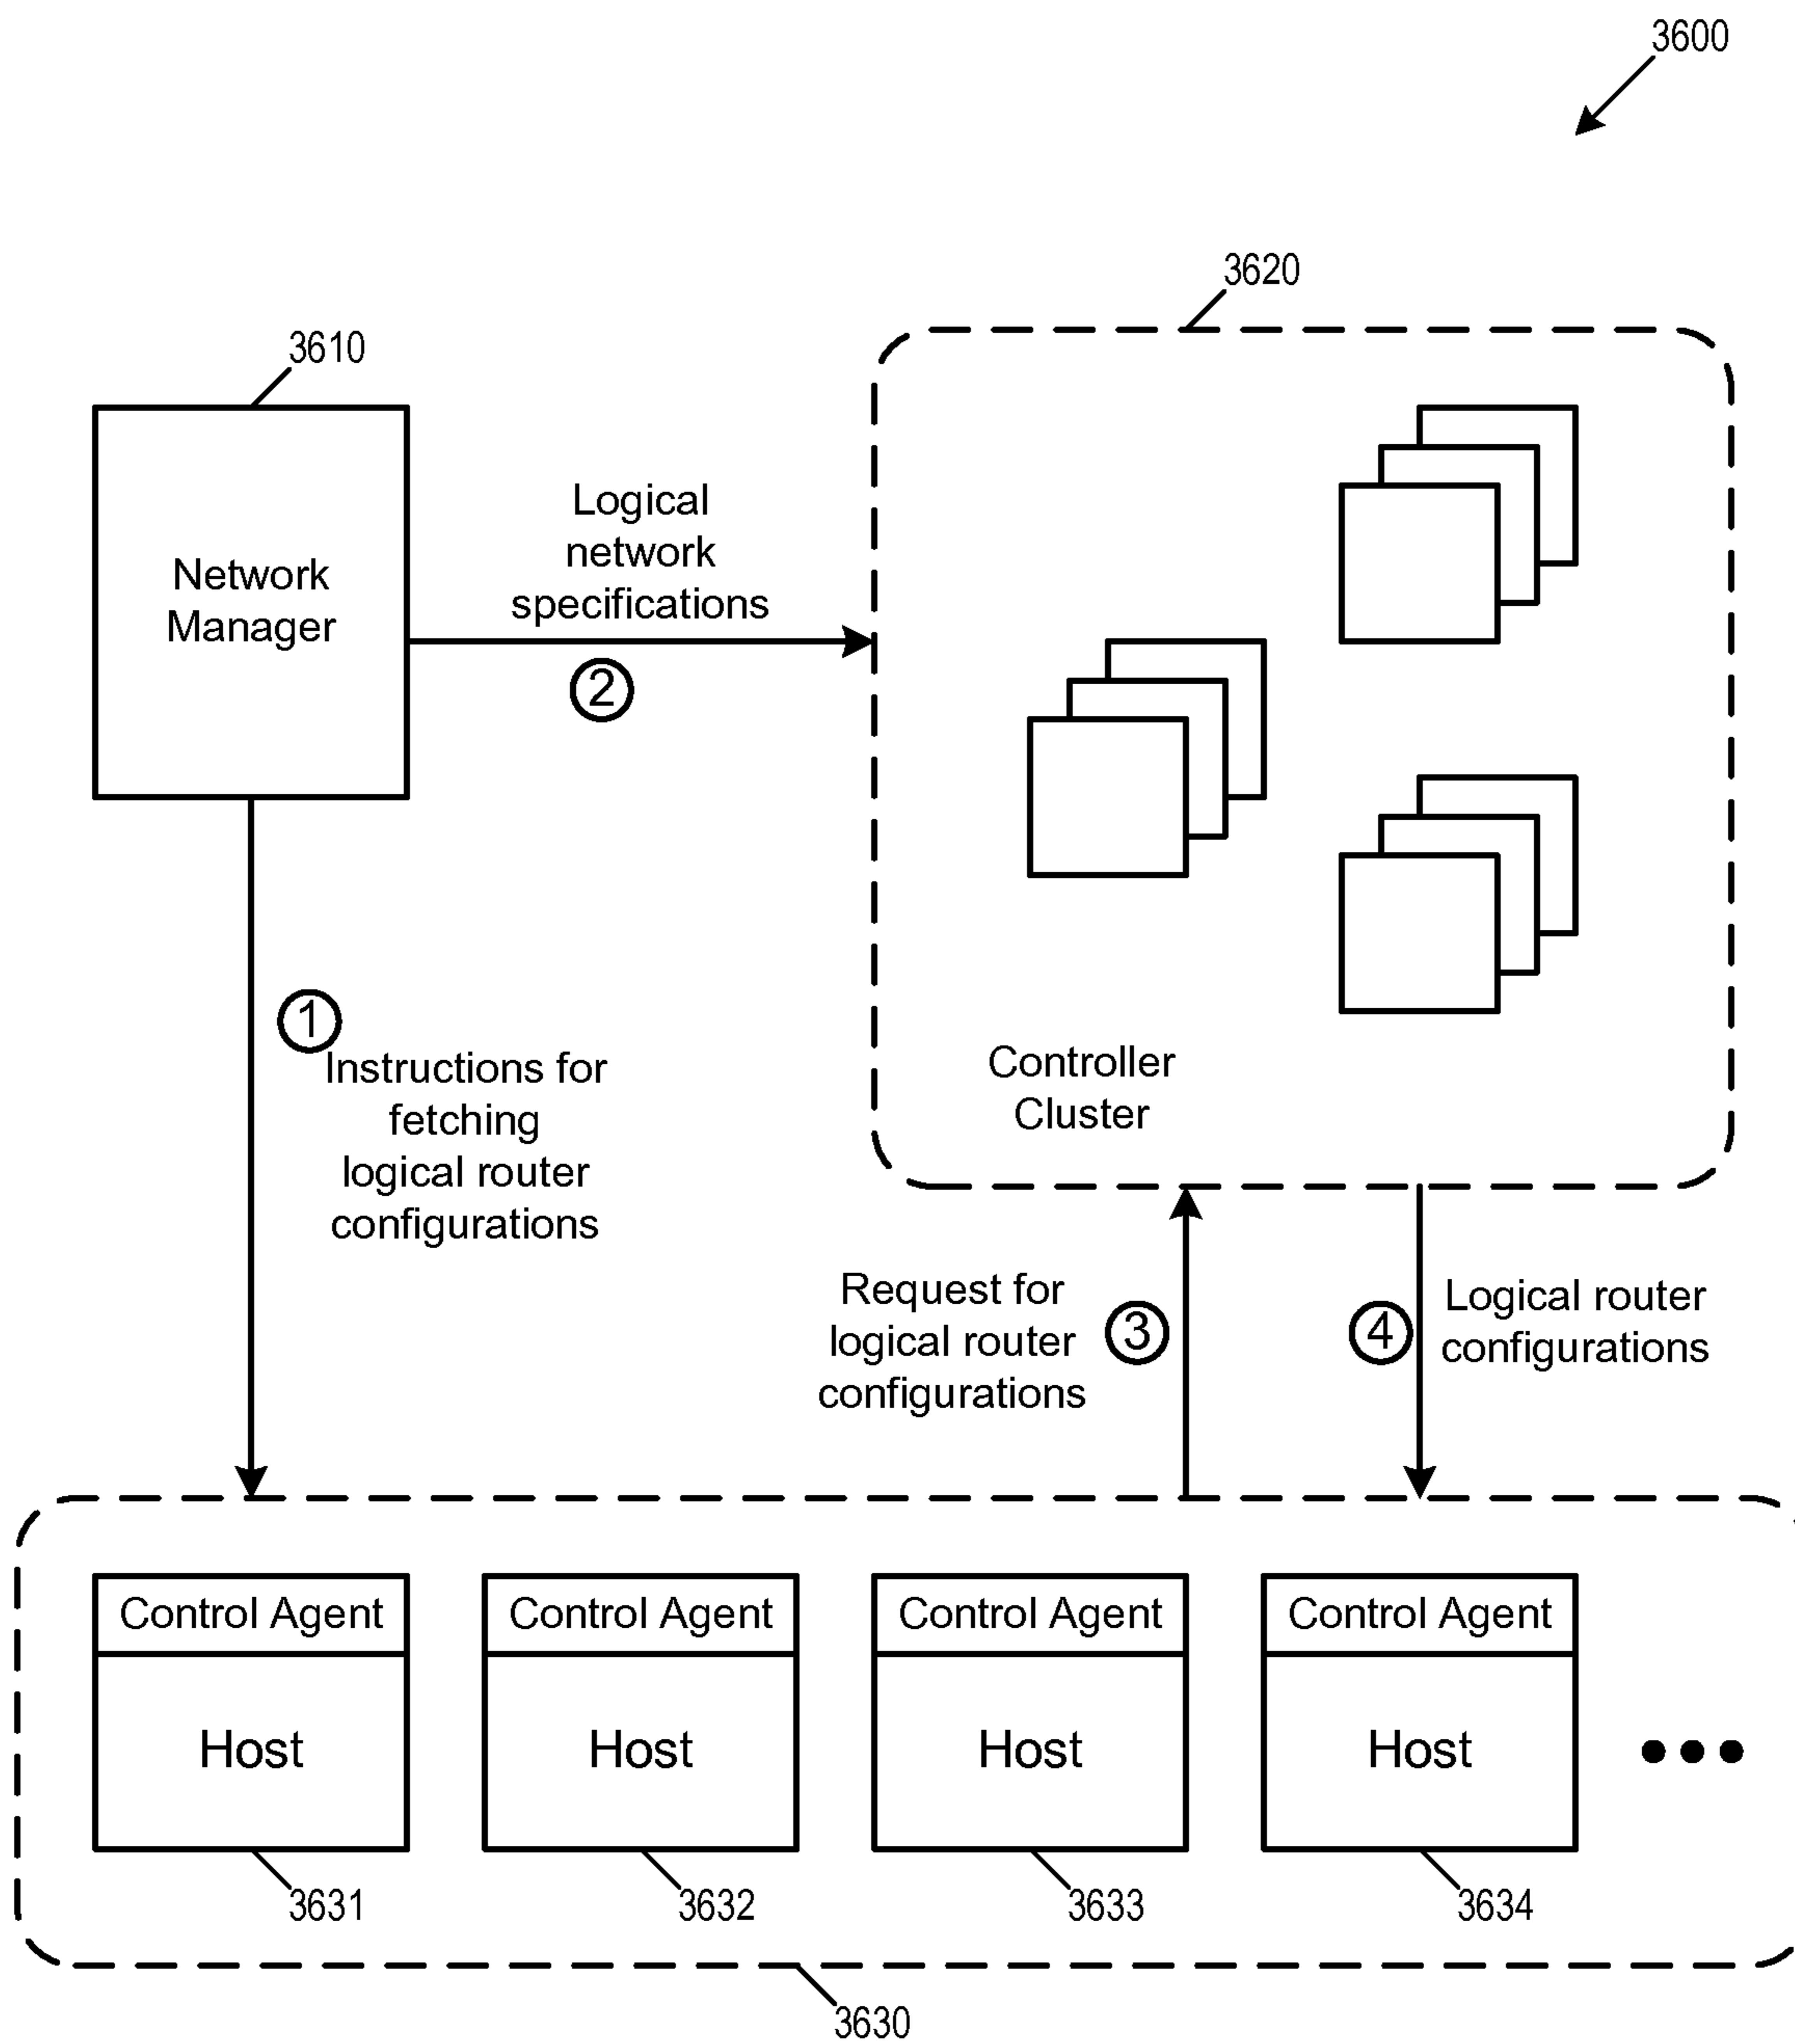 3600
3620
3610
Logical
network
specifications
Network
Manager
2
1
Instructions for
fetching
logical router
configurations
Controller
Cluster
Request for
logical router
configurations
3
4
Logical router
configurations
Control Agent
Control Agent
Control Agent
Control Agent
Host
Host
Host
Host
3631
3632
3633
3634
3630